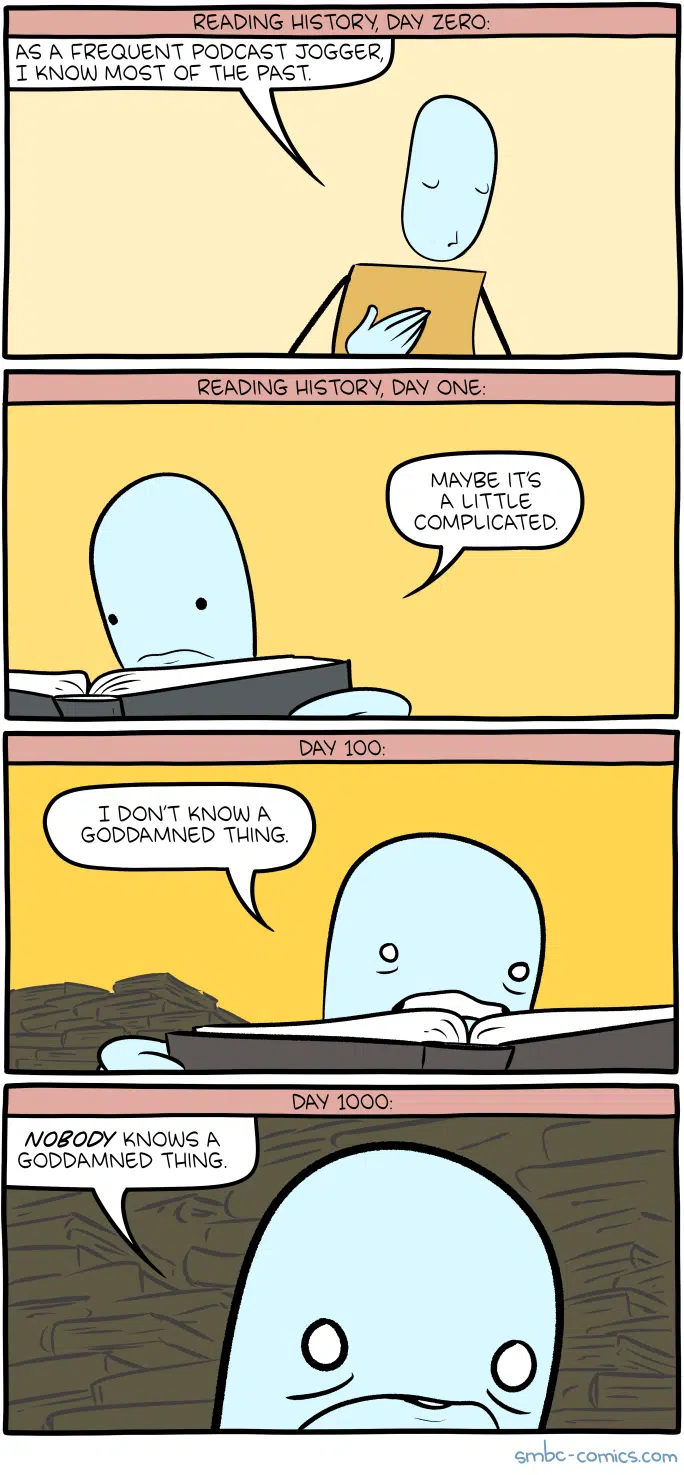 READING HISTORY, DAY ZERO:
AS A FREQUENT PODCAST JOGGER,
I KNOW MOST OF THE PAST.
READING HISTORY, DAY ONE:
MAYBE IT'S
A LITTLE
COMPLICATED.
DAY 100:
I DON'T KNOW A
GODDAMNED THING.
DAY 1000:
NOBODY KNOWS A
GODDAMNED THING.
smbc-comics.com